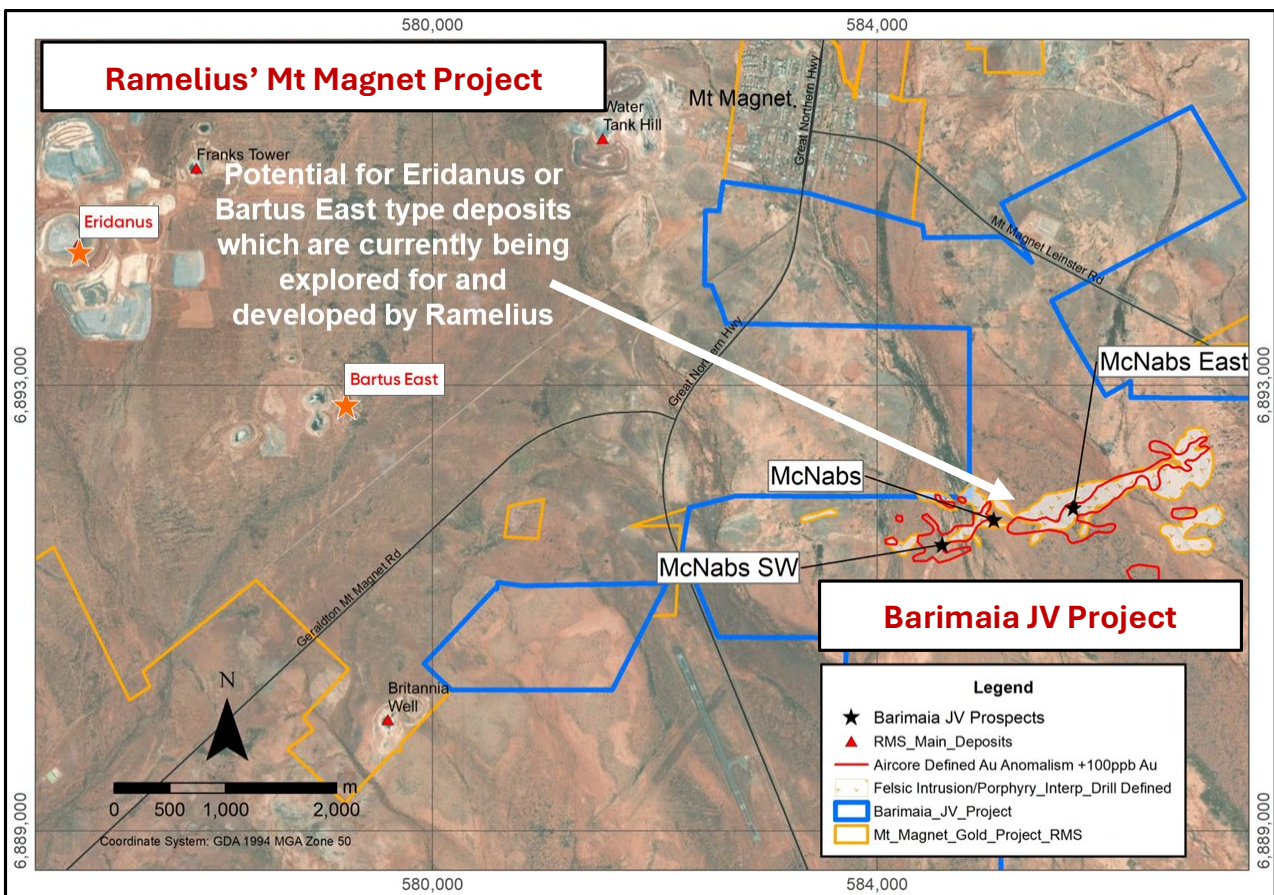 580,000
584,000
Ramelius’ Mt Magnet Project
Water
Tank Hill
Mt Magnet
Great Northern Hwy
Franks Tower
Potential for Eridanus or
Bartus East type deposits
which are currently being
explored for and
developed by Ramelius
Eridanus
Mt Magnet Leinster Rd
Great Northern Hwy
McNabs East
Bartus East
6,893,000
6,893,000
McNabs
McNabs SW
Geraldton Mt Magnet Rd
Barimaia JV Project
Britannia
Well
N
m
0 500 1,000 2,000
Coordinate System: GDA 1994 MGA Zone 50
Legend
Barimaia JV Prospects
RMS_Main_Deposits
Aircore Defined Au Anomalism +100ppb Au
Felsic Intrusion/Porphyry_Interp_Drill Defined
Barimaia_JV_Project
Mt_Magnet_Gold_Project_RMS
6,889,000
6,889,000
580,000
584,000